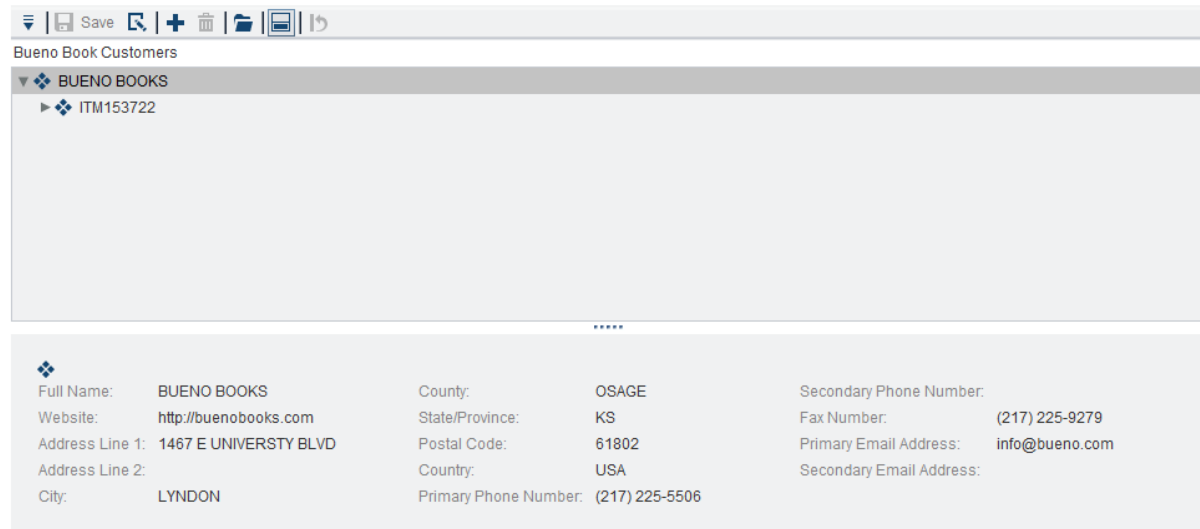 Save
Bueno Book Customers
BUENO BOOKS
ITM153722
Full Name: BUENO BOOKS County: OSAGE Secondary Phone Number:
Website: http://buenobooks.com State/Province: KS Fax Number: (217) 225-9279
Address Line 1: 1467 E UNIVERSTY BLVD Postal Code: 61802 Primary Email Address: info@bueno.com
Address Line 2: Country: USA Secondary Email Address:
City: LYNDON Primary Phone Number: (217) 225-5506